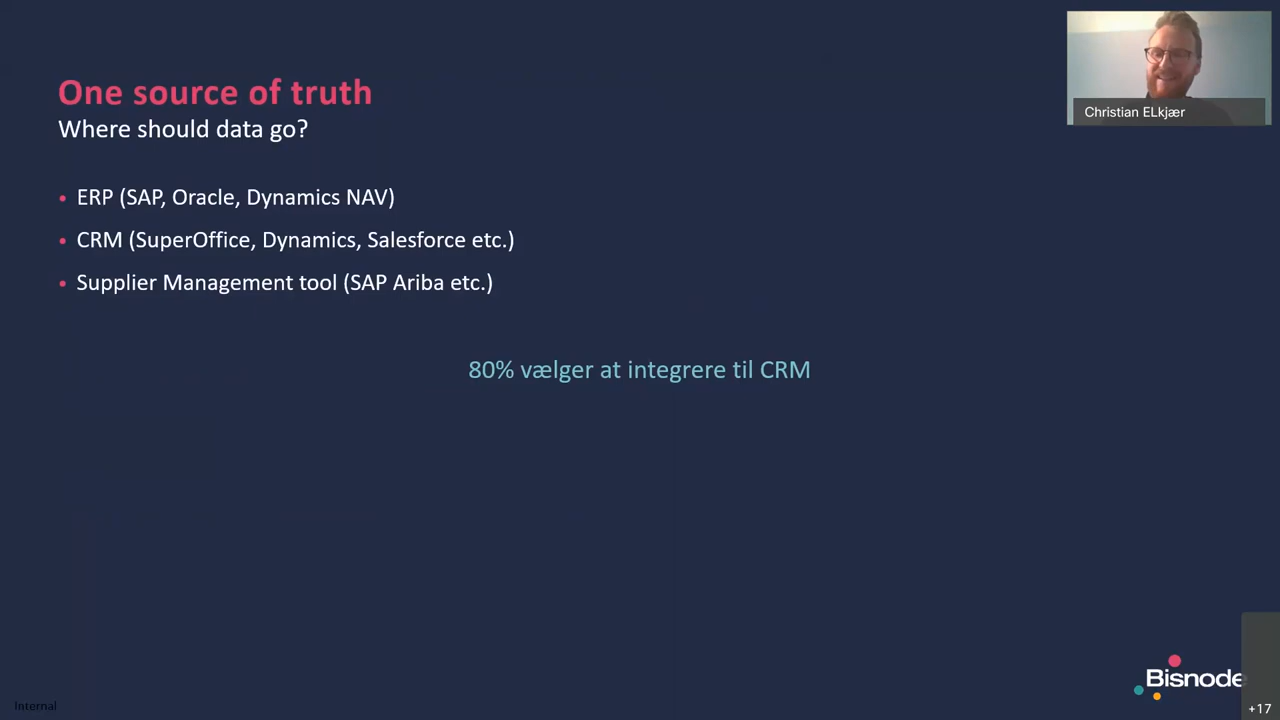 One source of truth
Where should data go?
• ERP (SAP, Oracle, Dynamics NAV)
• CRM (SuperOffice, Dynamics, Salesforce etc.)
• Supplier Management tool (SAP Ariba etc.)
80% vælger at integrere til CRM
Christian ELkjær
Bisnode
Internal
+17